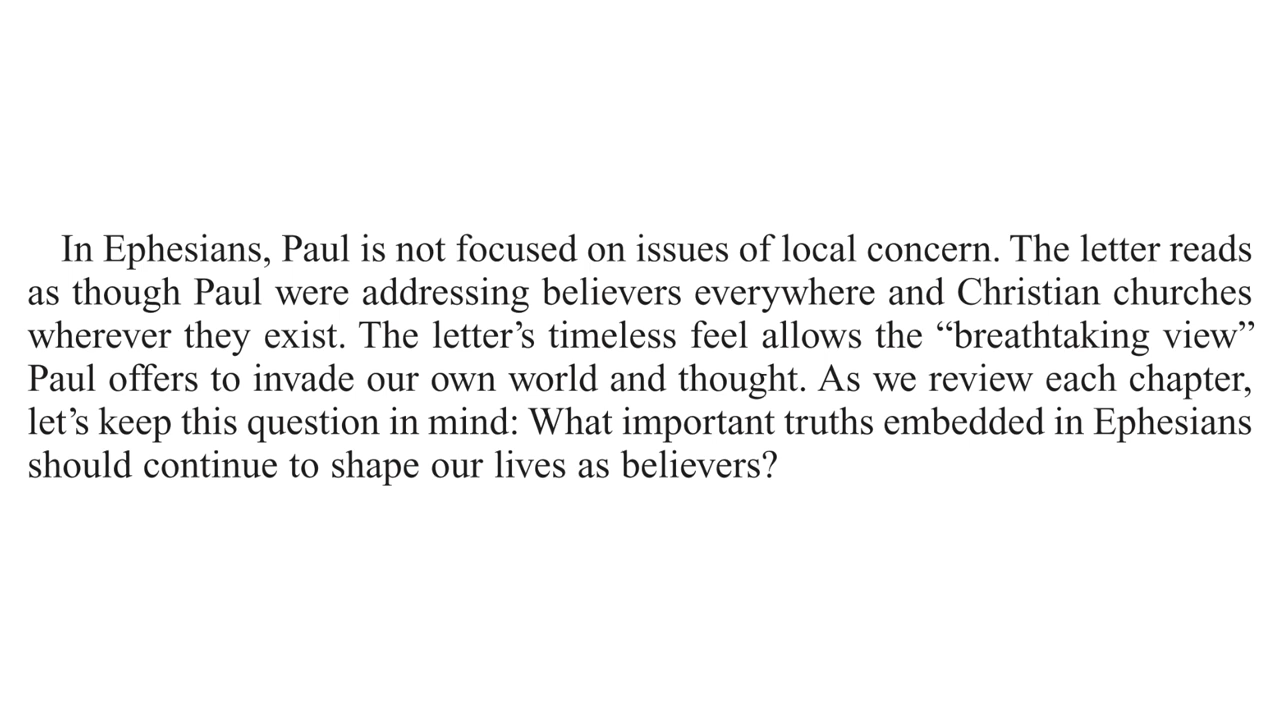 In Ephesians, Paul is not focused on issues of local concern. The letter reads
as though Paul were addressing believers everywhere and Christian churches
wherever they exist. The letter’s timeless feel allows the “breathtaking view”
Paul offers to invade our own world and thought. As we review each chapter,
let’s keep this question in mind: What important truths embedded in Ephesians
should continue to shape our lives as believers?